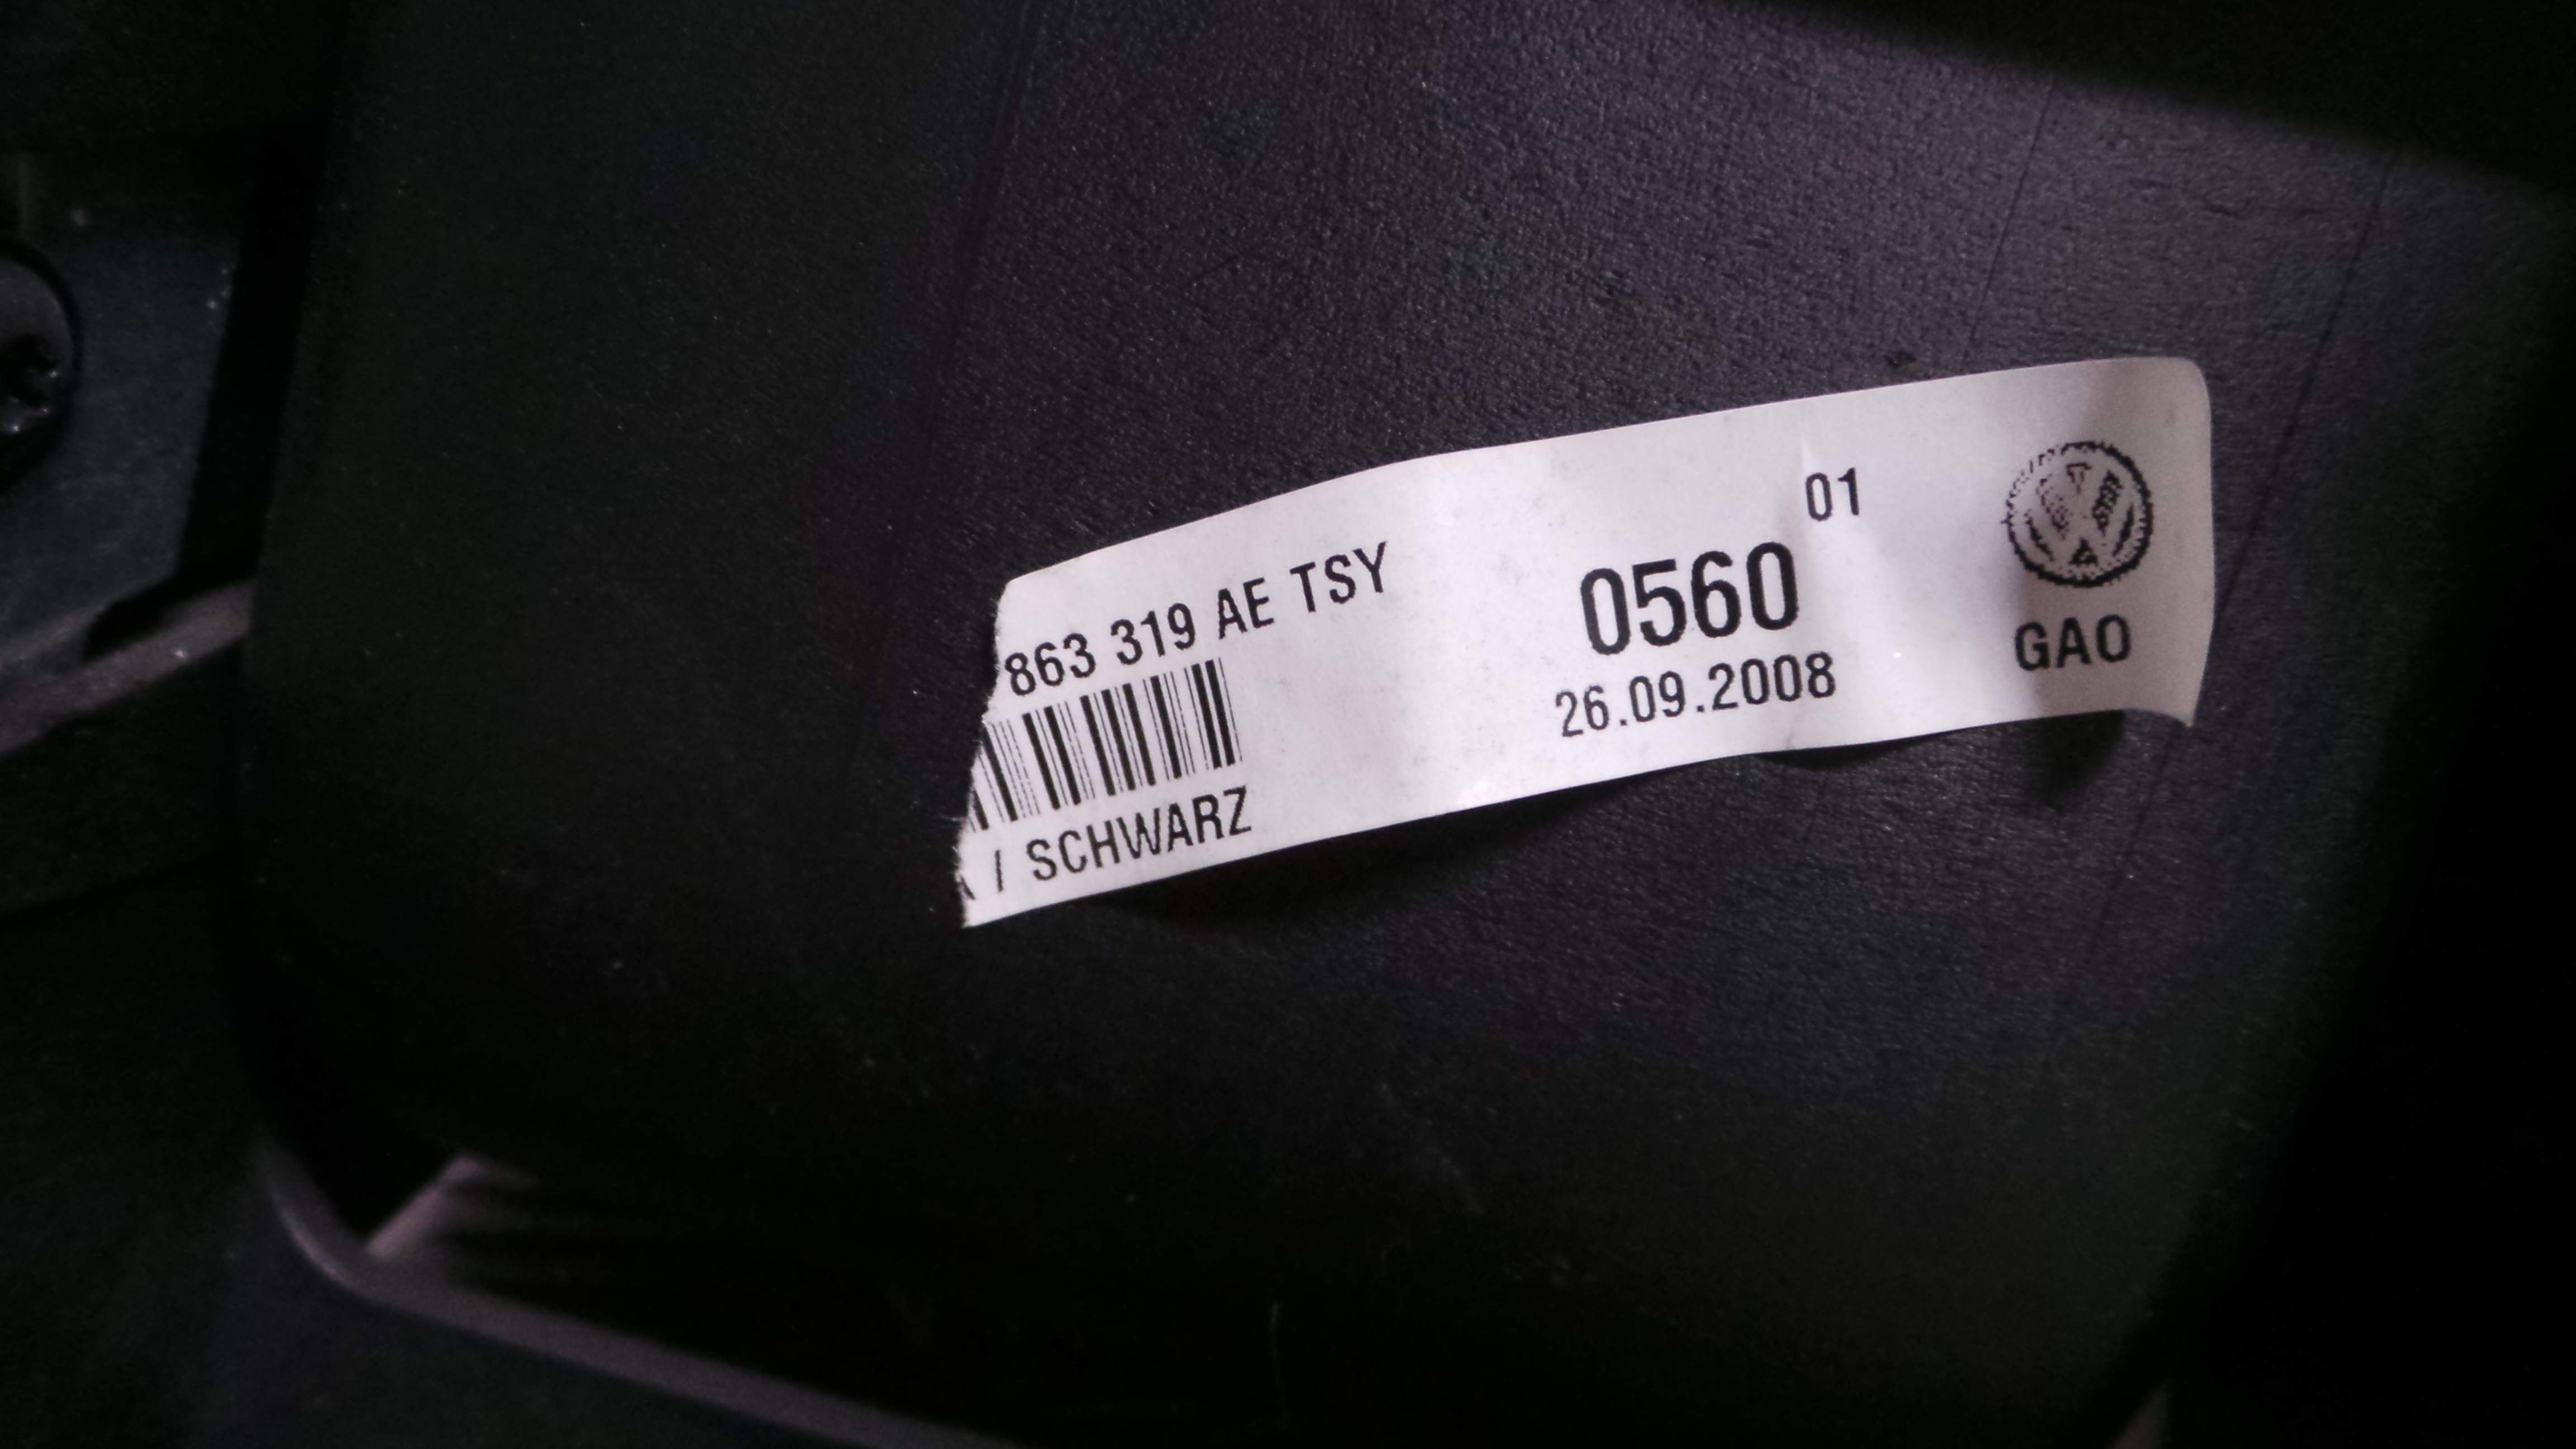 863 319 AE TSY
/ SCHWARZ
01
0560
26.09.2008
GAO